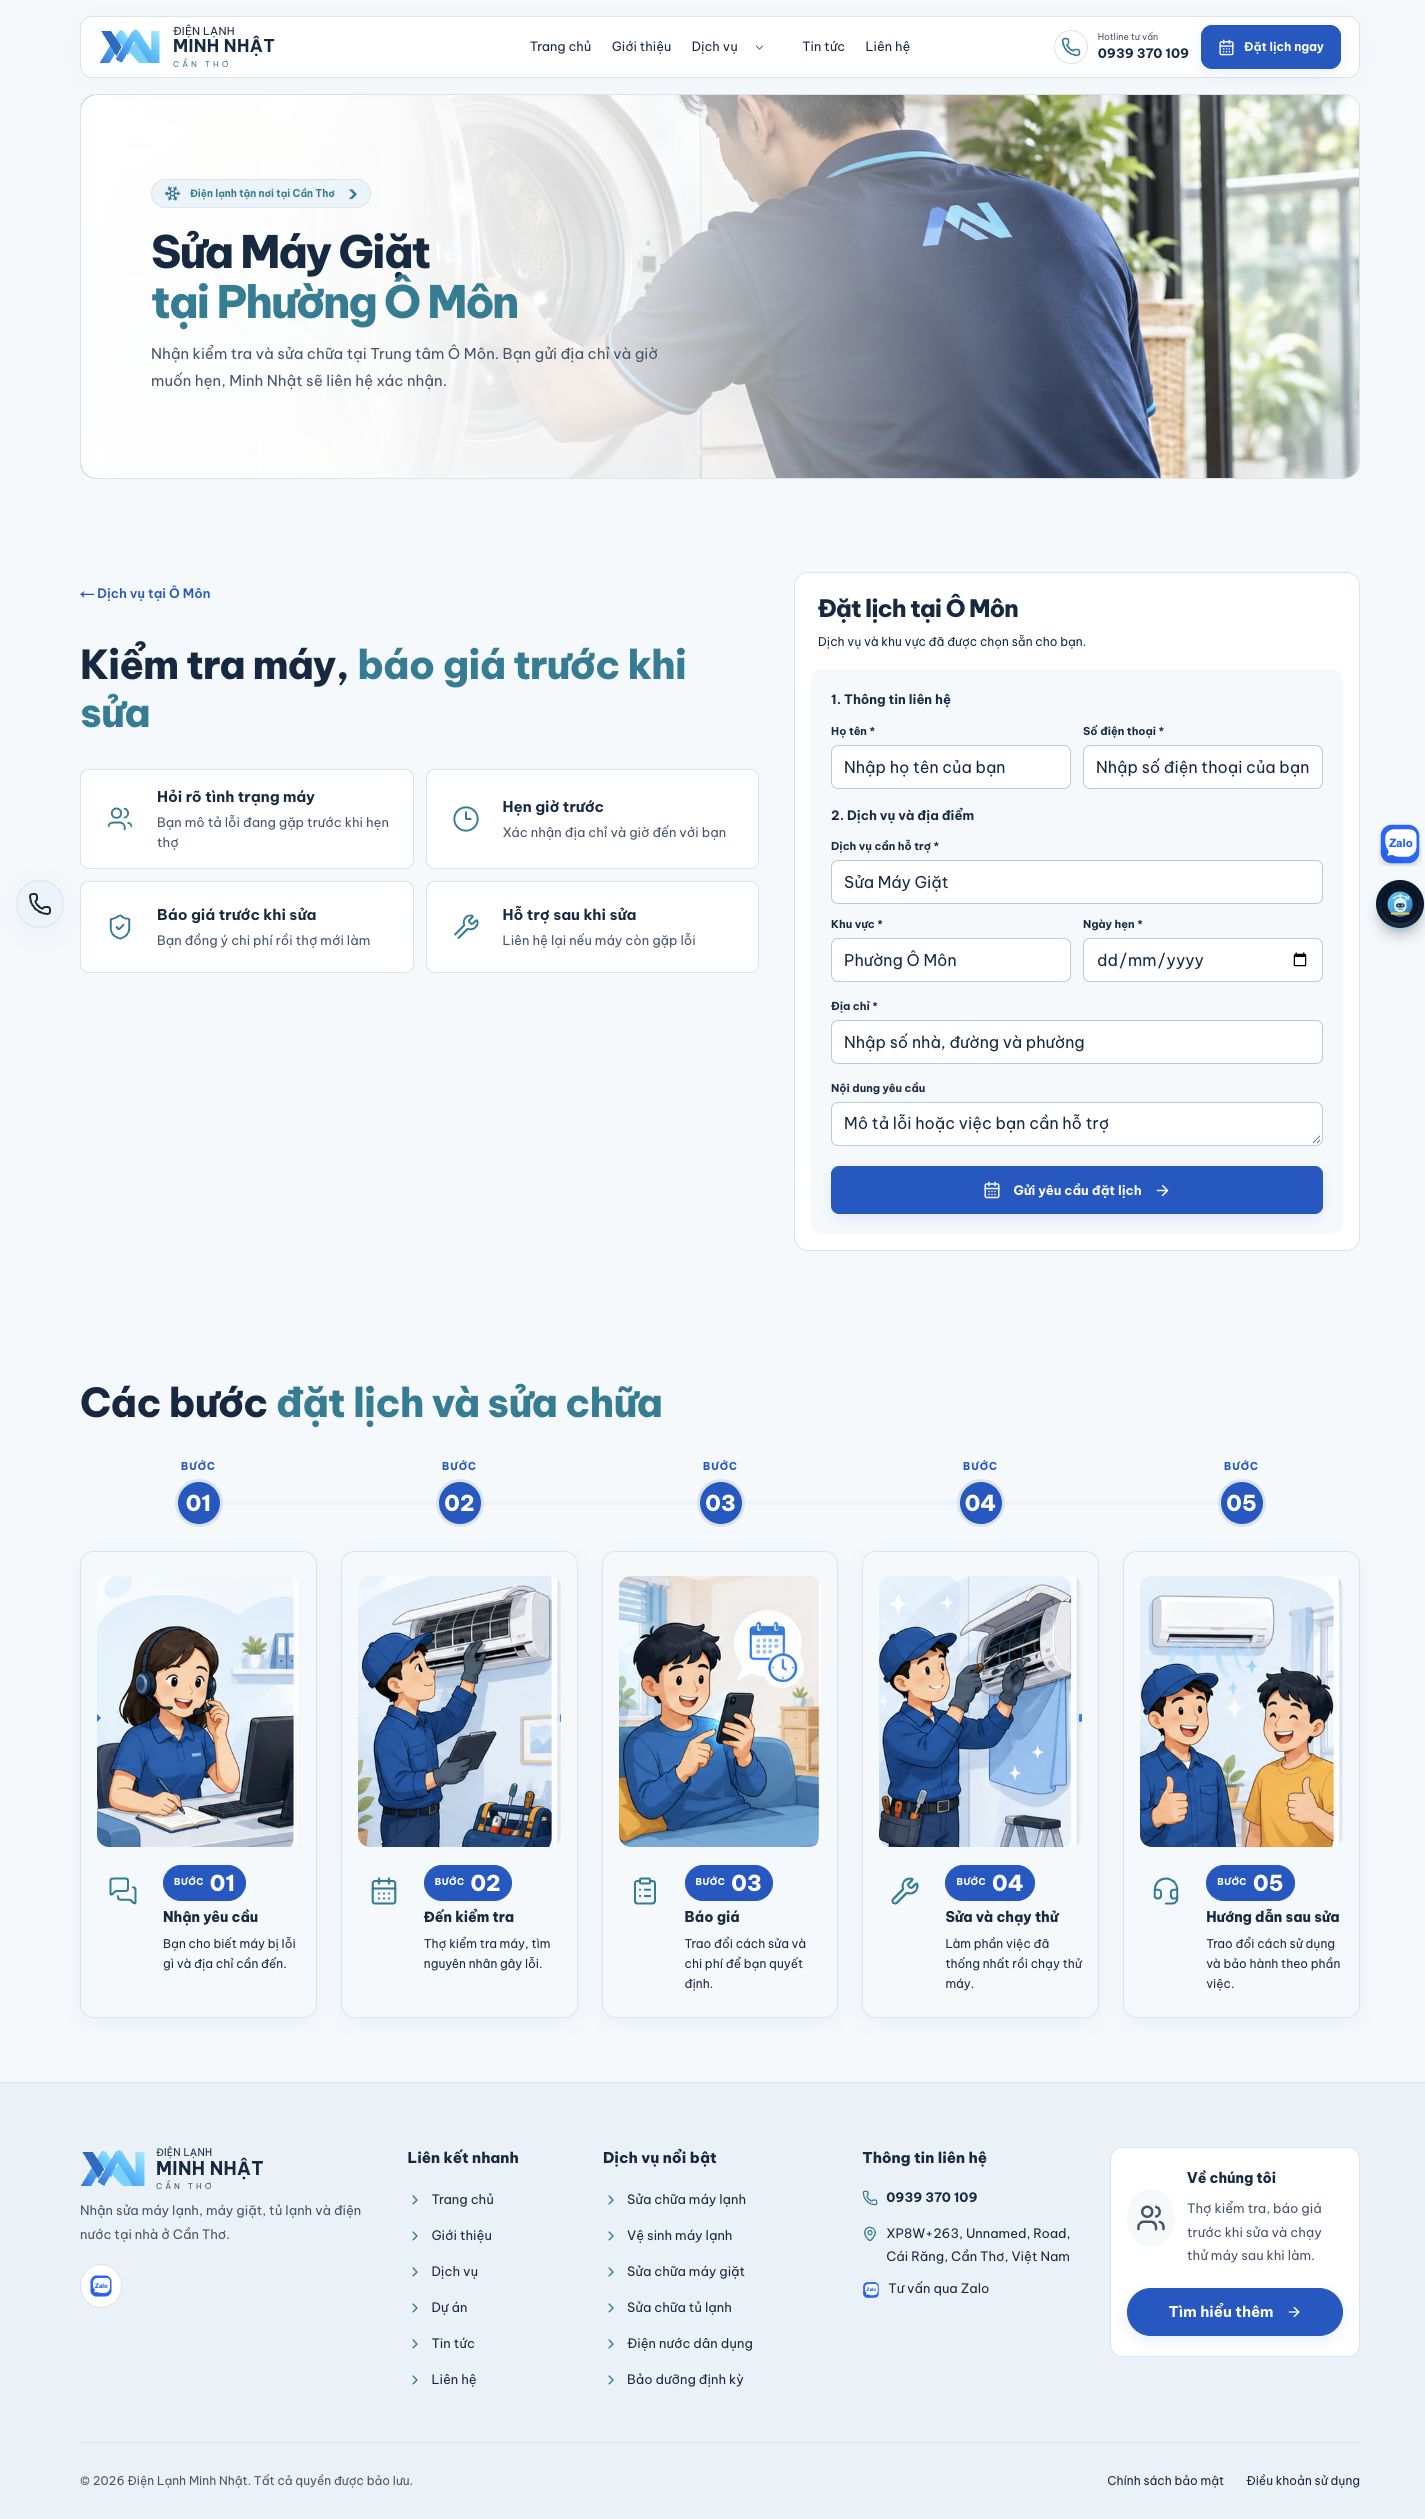 ĐIỆN LẠNH
MINH NHẬT
CẦN THƠ
Trang chủ
Giới thiệu
Dịch vụ
Tin tức
Liên hệ
Hotline tư vấn
0939 370 109
Đặt lịch ngay
Điện lạnh tận nơi tại Cần Thơ
Sửa Máy Giặt
tại Phường Ô Môn
Nhận kiểm tra và sửa chữa tại Trung tâm Ô Môn. Bạn gửi địa chỉ và giờ
muốn hẹn, Minh Nhật sẽ liên hệ xác nhận.
← Dịch vụ tại Ô Môn
Kiểm tra máy, báo giá trước khi
sửa
Hỏi rõ tình trạng máy
Bạn mô tả lỗi đang gặp trước khi hẹn
thợ
Hẹn giờ trước
Xác nhận địa chỉ và giờ đến với bạn
Báo giá trước khi sửa
Bạn đồng ý chi phí rồi thợ mới làm
Hỗ trợ sau khi sửa
Liên hệ lại nếu máy còn gặp lỗi
Đặt lịch tại Ô Môn
Dịch vụ và khu vực đã được chọn sẵn cho bạn.
1. Thông tin liên hệ
Họ tên *
Số điện thoại *
Nhập họ tên của bạn
Nhập số điện thoại của bạn
2. Dịch vụ và địa điểm
Dịch vụ cần hỗ trợ *
Sửa Máy Giặt
Khu vực *
Ngày hẹn *
Phường Ô Môn
dd/mm/yyyy
Địa chỉ *
Nhập số nhà, đường và phường
Nội dung yêu cầu
Mô tả lỗi hoặc việc bạn cần hỗ trợ
Gửi yêu cầu đặt lịch
Zalo
Các bước đặt lịch và sửa chữa
BƯỚC
01
BƯỚC
02
BƯỚC
03
BƯỚC
04
BƯỚC
05
BƯỚC 01
Nhận yêu cầu
Bạn cho biết máy bị lỗi
gì và địa chỉ cần đến.
BƯỚC 02
Đến kiểm tra
Thợ kiểm tra máy, tìm
nguyên nhân gây lỗi.
BƯỚC 03
Báo giá
Trao đổi cách sửa và
chi phí để bạn quyết
định.
BƯỚC 04
Sửa và chạy thử
Làm phần việc đã
thống nhất rồi chạy thử
máy.
BƯỚC 05
Hướng dẫn sau sửa
Trao đổi cách sử dụng
và bảo hành theo phần
việc.
ĐIỆN LẠNH
MINH NHẬT
CẦN THƠ
Nhận sửa máy lạnh, máy giặt, tủ lạnh và điện
nước tại nhà ở Cần Thơ.
Zalo
Liên kết nhanh
Trang chủ
Giới thiệu
Dịch vụ
Dự án
Tin tức
Liên hệ
Dịch vụ nổi bật
Sửa chữa máy lạnh
Vệ sinh máy lạnh
Sửa chữa máy giặt
Sửa chữa tủ lạnh
Điện nước dân dụng
Bảo dưỡng định kỳ
Thông tin liên hệ
0939 370 109
XP8W+263, Unnamed, Road,
Cái Răng, Cần Thơ, Việt Nam
Zalo
Tư vấn qua Zalo
Về chúng tôi
Thợ kiểm tra, báo giá
trước khi sửa và chạy
thử máy sau khi làm.
Tìm hiểu thêm
© 2026 Điện Lạnh Minh Nhật. Tất cả quyền được bảo lưu.
Chính sách bảo mật
Điều khoản sử dụng